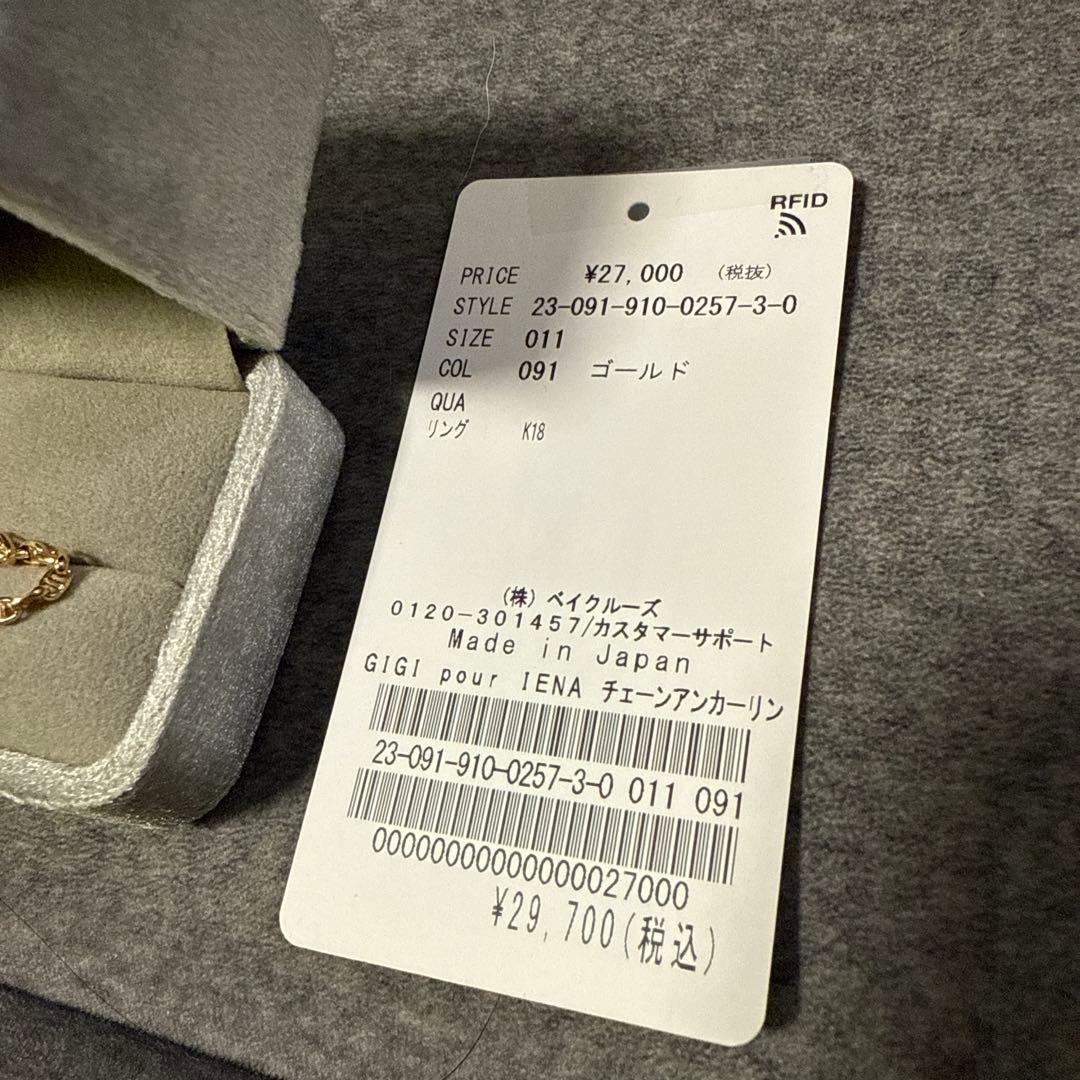 RFID
PRICE ¥27,000 (税抜)
STYLE 23-091-910-0257-3-0
SIZE 011
COL 091 ゴールド
QUA
リング K18
(株)ベイクルーズ
0120-301457/カスタマーサポート
Made in Japan
GIGI pour IENA チェーンアンカーリン
23-091-910-0257-3-0 011 091
0000000000000027000
¥29,700(税込)